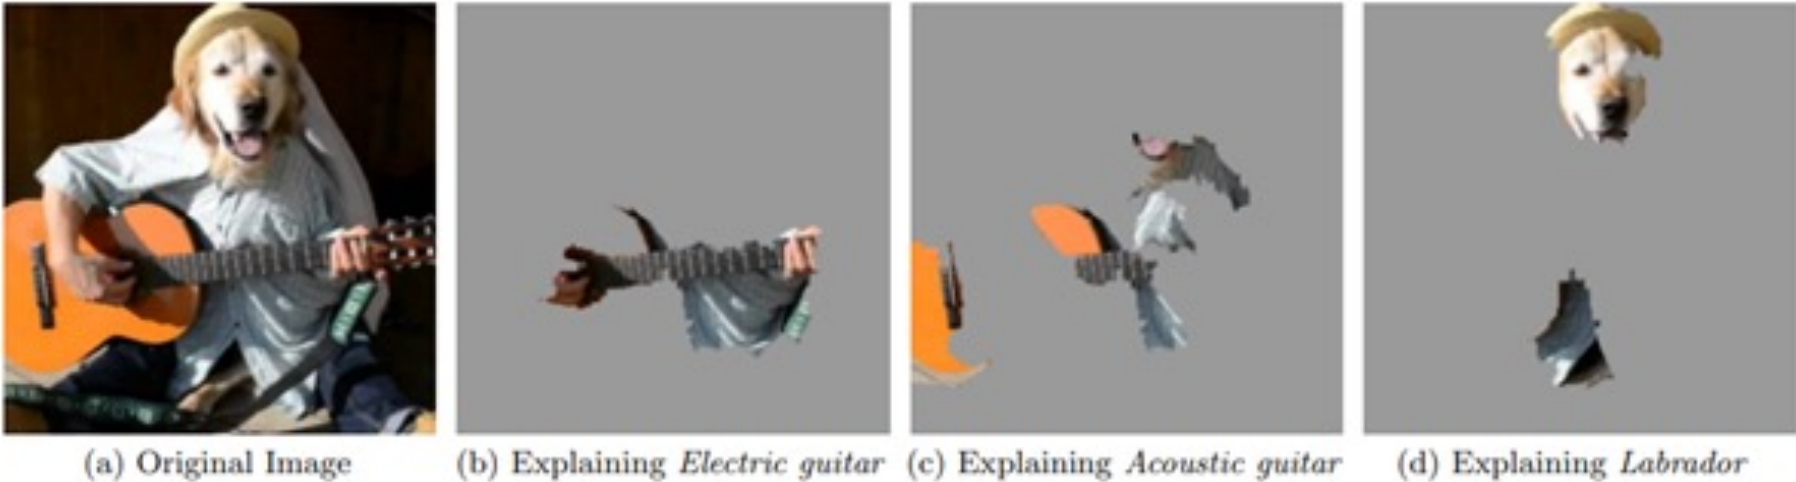 (a) Original Image
(b) Explaining Electric guitar
(c) Explaining Acoustic guitar
(d) Explaining Labrador